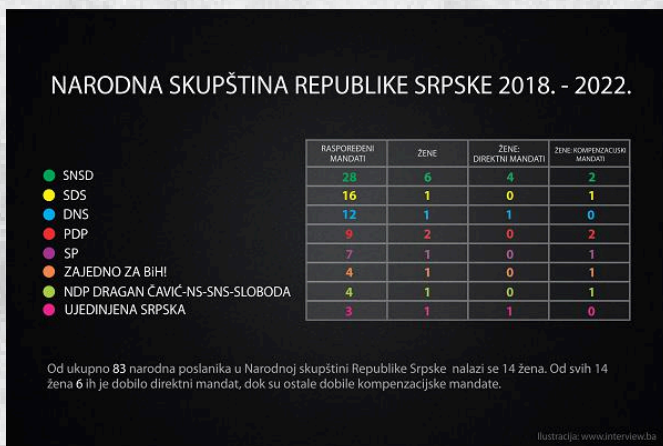 NARODNA SKUPŠTINA REPUBLIKE SRPSKE 2018. - 2022.
RASPOREĐENI MANDATI ŽENE ŽENE: DIREKTNI MANDATI ŽENE: KOMPENZACIJSKI MANDATI
SNSD 28 6 4 2
SDS 16 1 0 1
DNS 12 1 1 0
PDP 9 2 0 2
SP 7 1 0 1
ZAJEDNO ZA BiH! 4 1 0 1
NDP DRAGAN ČAVIĆ-NS-SNS-SLOBODA 4 1 0 1
UJEDINJENA SRPSKA 3 1 1 0
Od ukupno 83 narodna poslanika u Narodnoj skupštini Republike Srpske nalazi se 14 žena. Od svih 14
žena 6 ih je dobilo direktni mandat, dok su ostale dobile kompenzacijske mandate.
Ilustracija: www.interview.ba